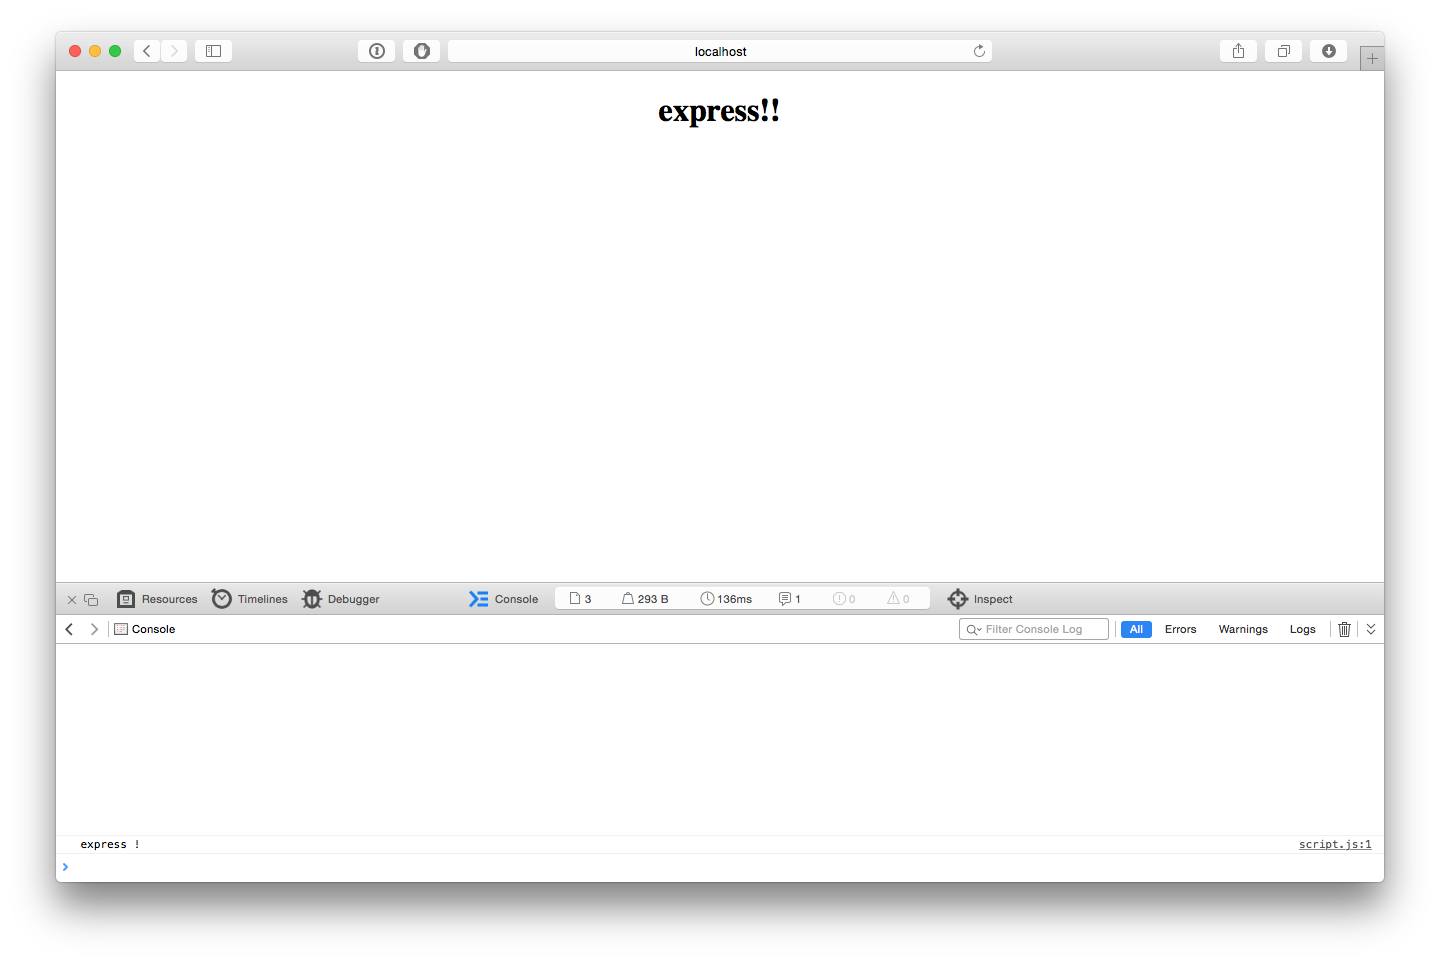 localhost
express!!
Resources Timelines Debugger Console 3 293 B 136ms 1 0 0 Inspect
Console Filter Console Log All Errors Warnings Logs
express ! script.js:1